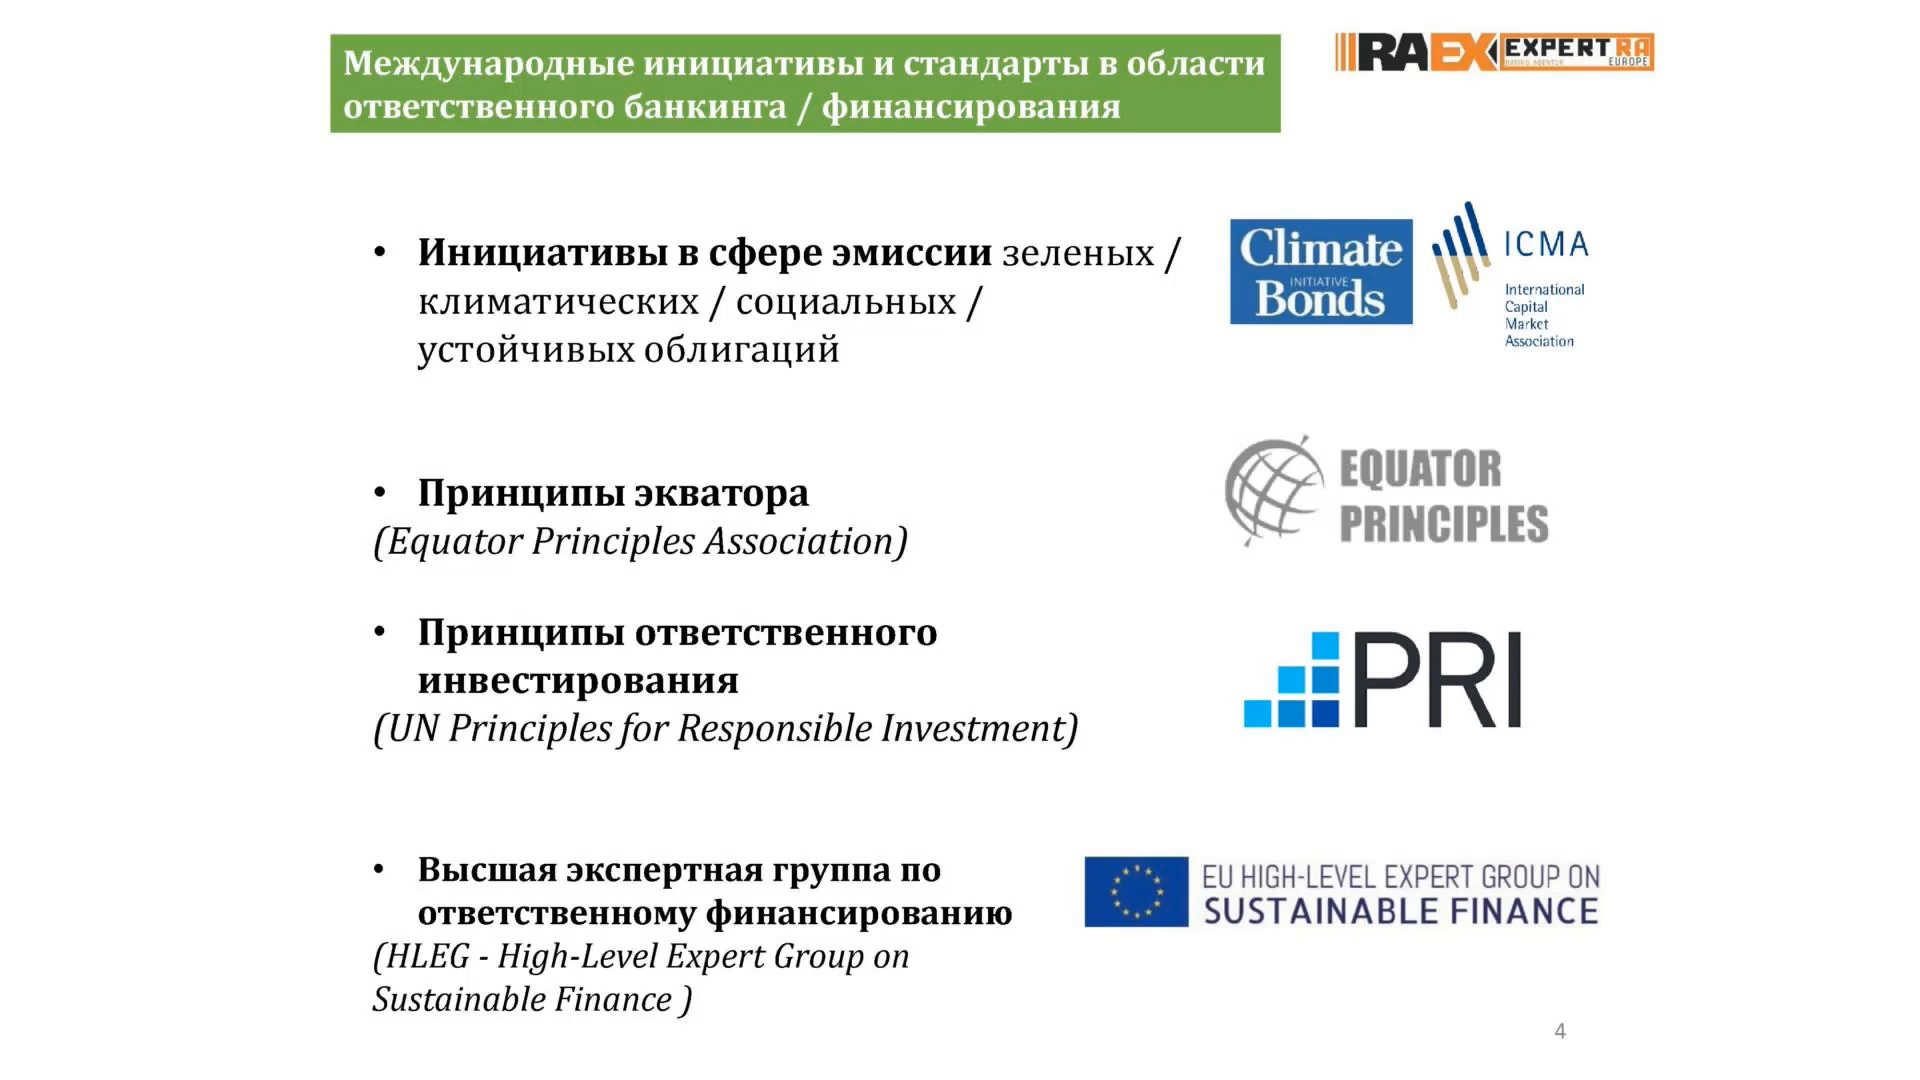 Международные инициативы и стандарты в области
ответственного банкинга / финансирования
RAEX EXPERT RA
RATING AGENTUR
EUROPE
• Инициативы в сфере эмиссии зеленых /
климатических / социальных /
устойчивых облигаций
Climate
INITIATIVE
Bonds
ICMA
International
Capital
Market
Association
• Принципы экватора
(Equator Principles Association)
EQUATOR
PRINCIPLES
• Принципы ответственного
инвестирования
(UN Principles for Responsible Investment)
PRI
• Высшая экспертная группа по
ответственному финансированию
(HLEG - High-Level Expert Group on
Sustainable Finance )
EU HIGH-LEVEL EXPERT GROUP ON
SUSTAINABLE FINANCE
4